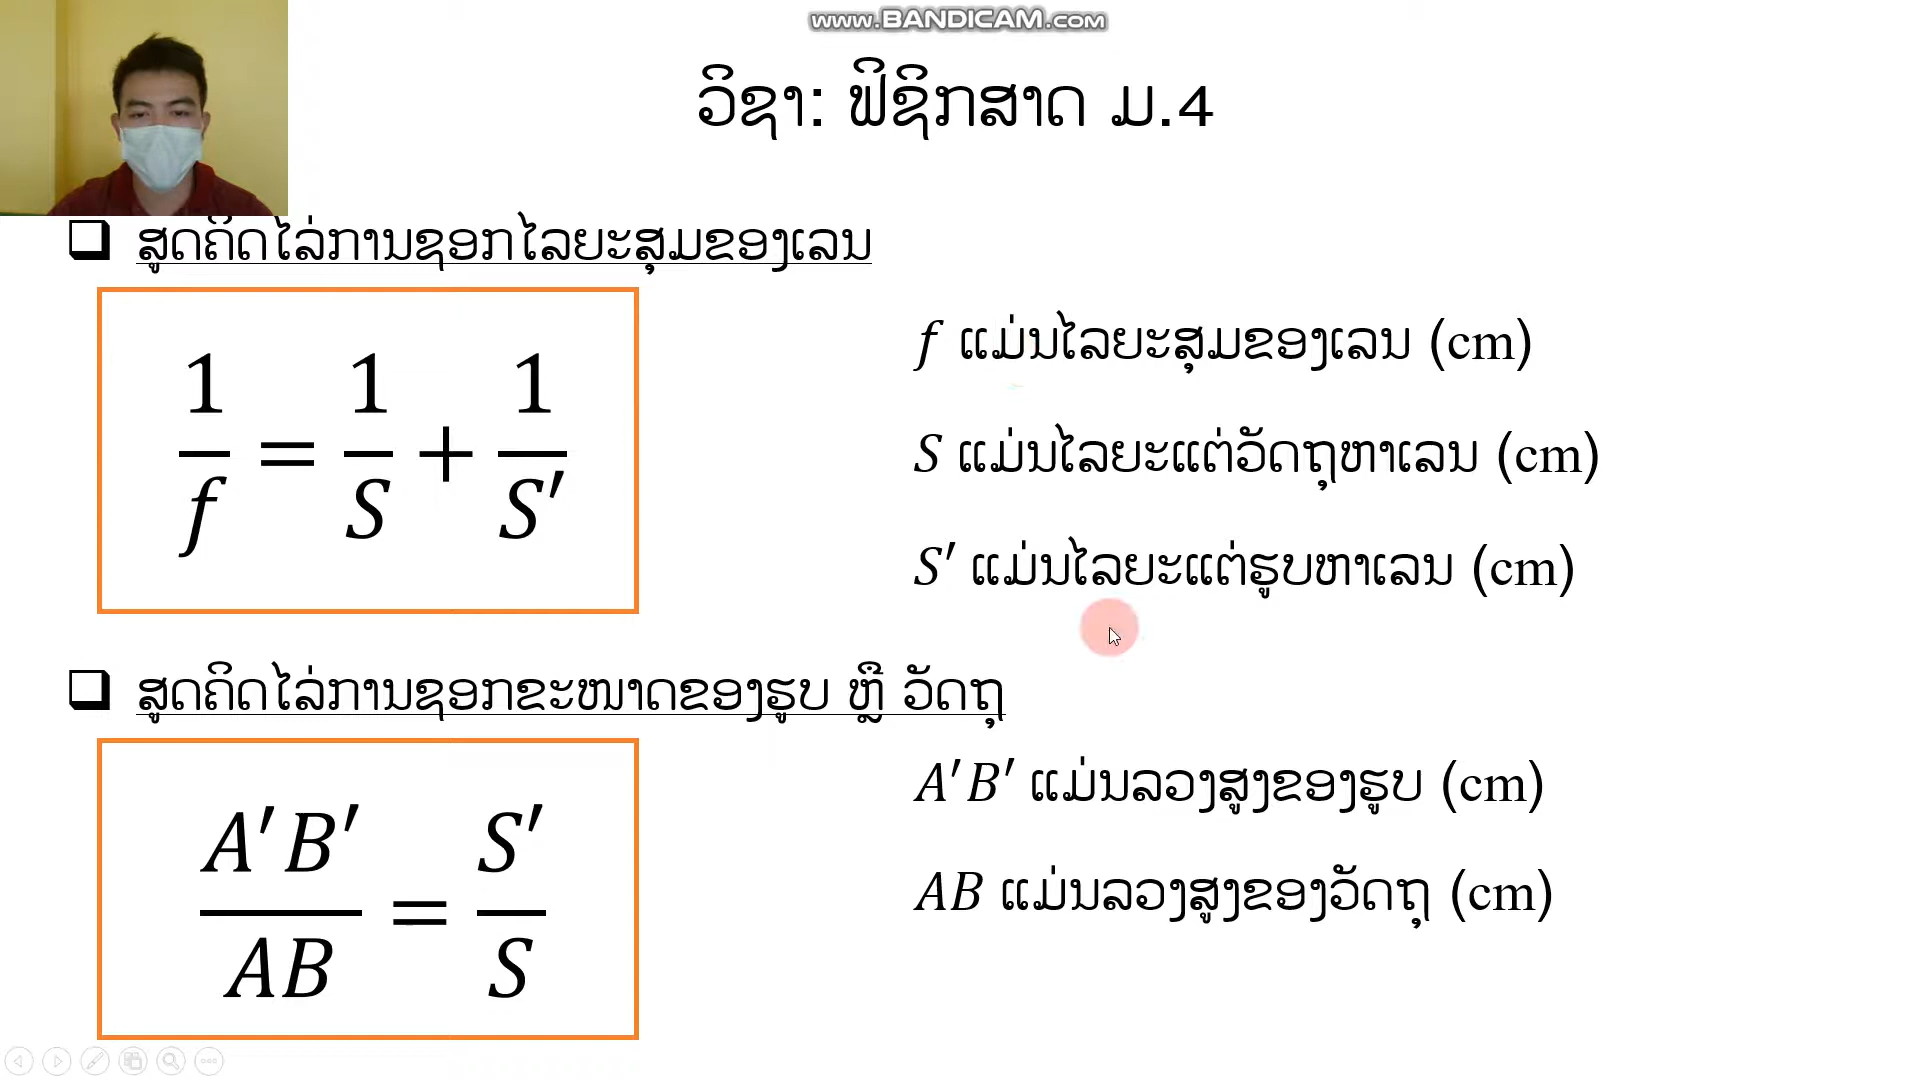 www.BANDICAM.com
ວິຊາ: ຟິຊິກສາດ ມ.4
ສູດຄິດໄລ່ການຊອກໄລຍະສຸມຂອງເລນ
1/f = 1/S + 1/S′
f ແມ່ນໄລຍະສຸມຂອງເລນ (cm)
S ແມ່ນໄລຍະແຕ່ວັດຖຸຫາເລນ (cm)
S′ ແມ່ນໄລຍະແຕ່ຮູບຫາເລນ (cm)
ສູດຄິດໄລ່ການຊອກຂະໜາດຂອງຮູບ ຫຼື ວັດຖຸ
A′B′/AB = S′/S
A′B′ ແມ່ນລວງສູງຂອງຮູບ (cm)
AB ແມ່ນລວງສູງຂອງວັດຖຸ (cm)